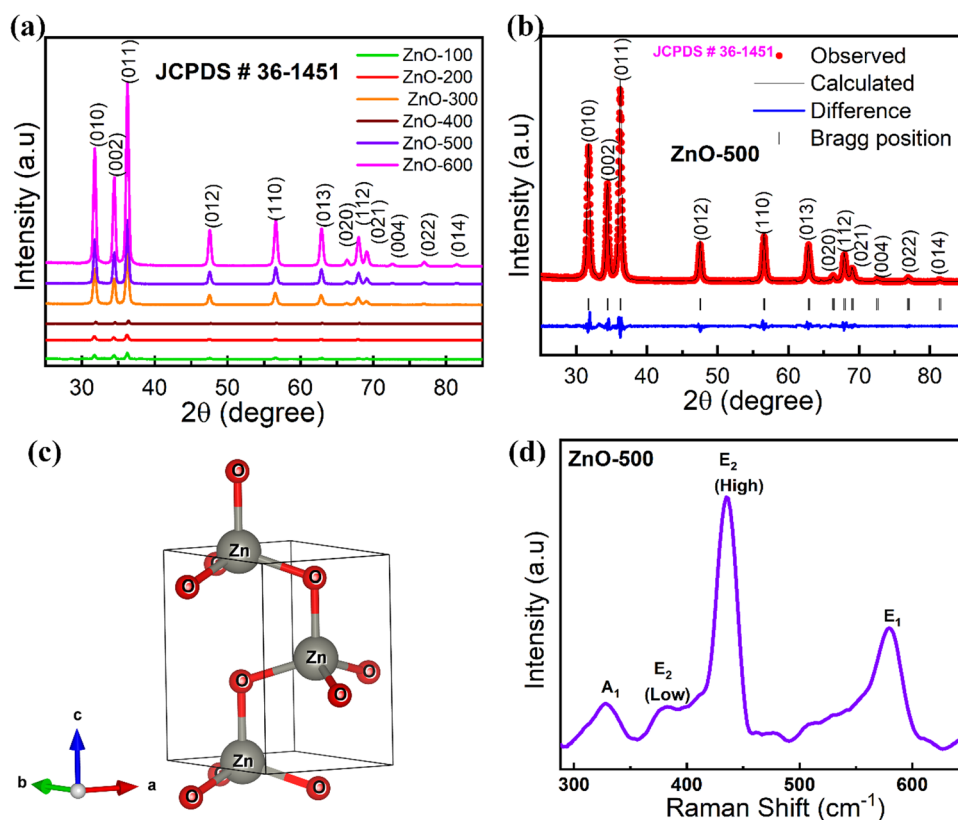 (a)
JCPDS # 36-1451
ZnO-100
ZnO-200
ZnO-300
ZnO-400
ZnO-500
ZnO-600
(010)
(002)
(011)
(012)
(110)
(013)
(020)
(112)
(021)
(004)
(022)
(014)
Intensity (a.u)
30
40
50
60
70
80
2θ (degree)
(b)
JCPDS # 36-1451
Observed
Calculated
Difference
Bragg position
ZnO-500
(010)
(002)
(011)
(012)
(110)
(013)
(020)
(112)
(021)
(004)
(022)
(014)
Intensity (a.u)
30
40
50
60
70
80
2θ (degree)
(c)
O
Zn
O
O
O
Zn
O
O
O
Zn
O
O
O
c
b
a
(d)
ZnO-500
E₂
(High)
E₁
A₁
E₂
(Low)
Intensity (a.u)
300
400
500
600
Raman Shift (cm⁻¹)